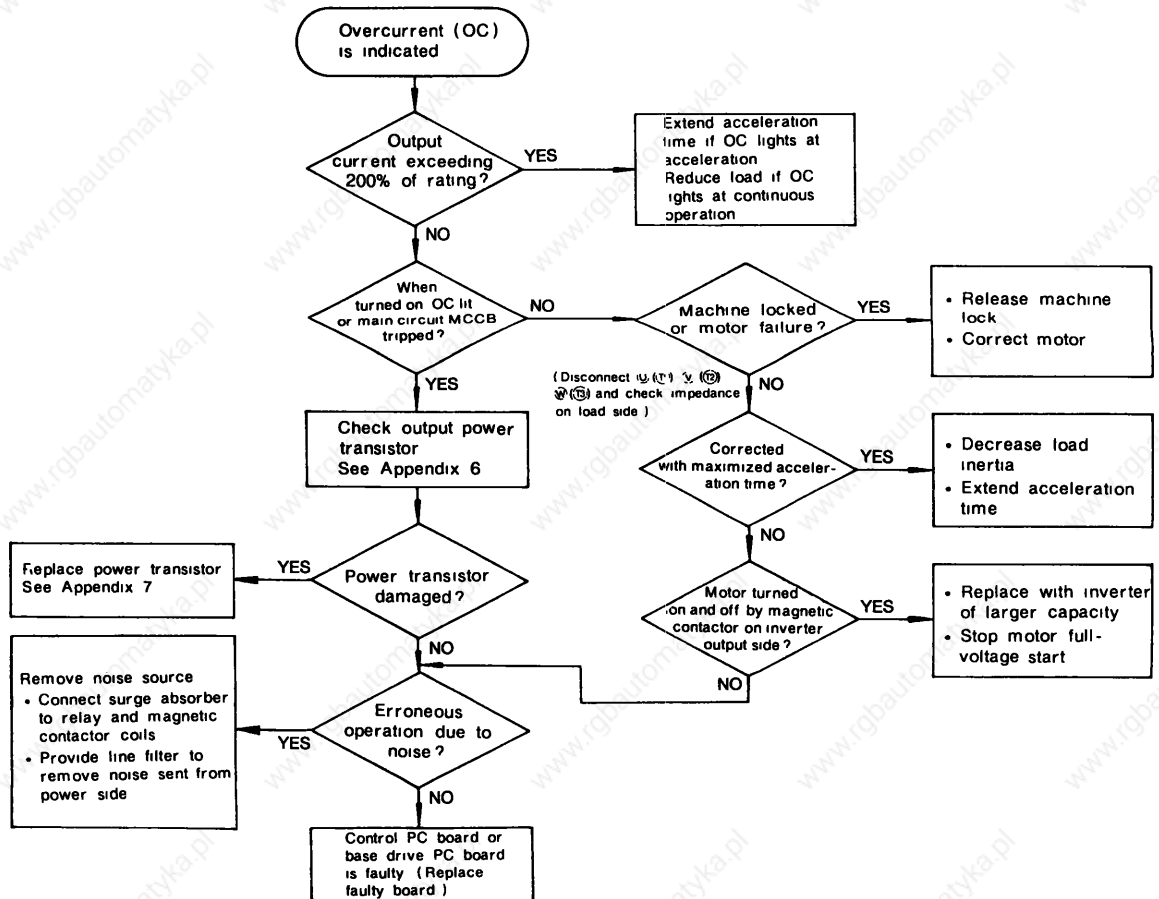 Overcurrent (OC)
is indicated
Output
current exceeding
200% of rating?
YES
Extend acceleration
time if OC lights at
acceleration
Reduce load if OC
lights at continuous
operation
NO
When
turned on OC lit
or main circuit MCCB
tripped?
NO
Machine locked
or motor failure?
YES
• Release machine
lock
• Correct motor
YES
(Disconnect U (T1) V (T2)
W (T3) and check impedance
on load side)
NO
Check output power
transistor
See Appendix 6
Corrected
with maximized acceler-
ation time?
YES
• Decrease load
inertia
• Extend acceleration
time
NO
Replace power transistor
See Appendix 7
YES
Power transistor
damaged?
Motor turned
on and off by magnetic
contactor on inverter
output side?
YES
• Replace with inverter
of larger capacity
• Stop motor full-
voltage start
NO
NO
Remove noise source
• Connect surge absorber
to relay and magnetic
contactor coils
• Provide line filter to
remove noise sent from
power side
YES
Erroneous
operation due to
noise?
NO
Control PC board or
base drive PC board
is faulty (Replace
faulty board)
www.rgbautomatyka.pl